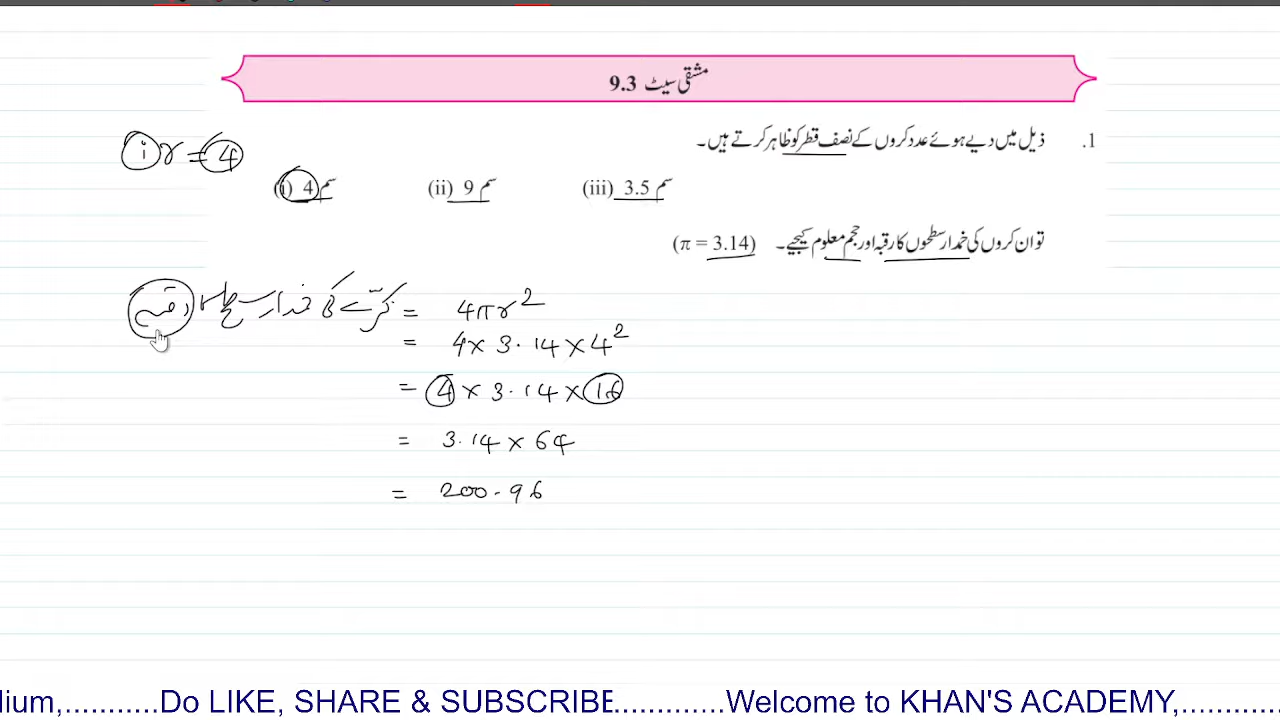 مشقی سیٹ 9.3
1. ذیل میں دیے ہوئے عدد کروں کے نصف قطر کو ظاہر کرتے ہیں۔
(i) 4 سم (ii) 9 سم (iii) 3.5 سم
تو ان کروں کی خمدار سطحوں کا رقبہ اور حجم معلوم کیجیے۔ (π = 3.14)
i r = 4
کرّے کی خمدار سطح کا رقبہ = 4πr²
= 4 × 3.14 × 4²
= 4 × 3.14 × 16
= 3.14 × 64
= 200.96
lium,...........Do LIKE, SHARE & SUBSCRIBE.............Welcome to KHAN'S ACADEMY,............